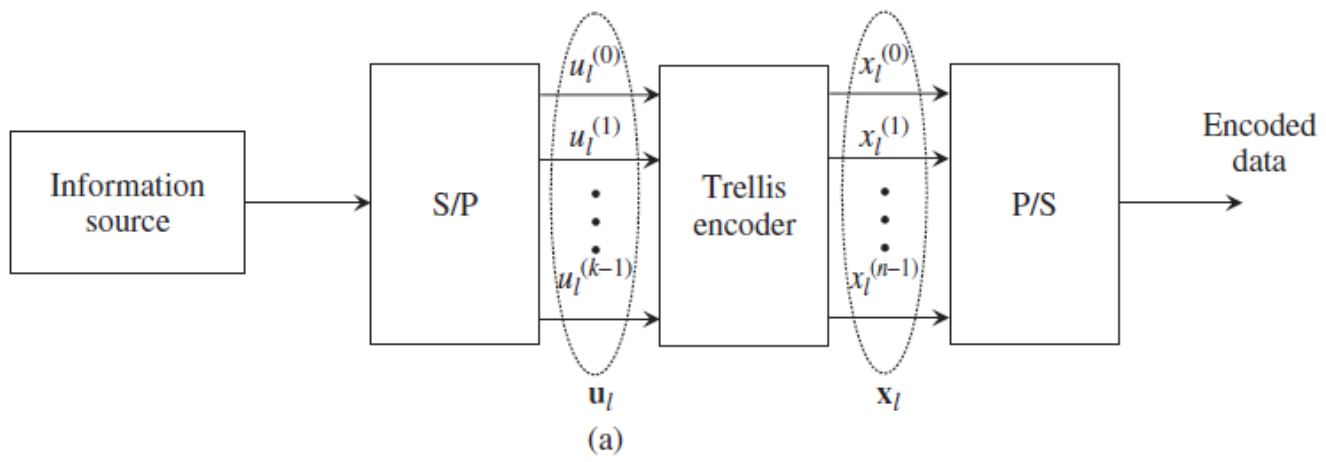 Information
source
S/P
u_l^(0)
u_l^(1)
u_l^(k–1)
u_l
(a)
Trellis
encoder
x_l^(0)
x_l^(1)
x_l^(n–1)
x_l
P/S
Encoded
data